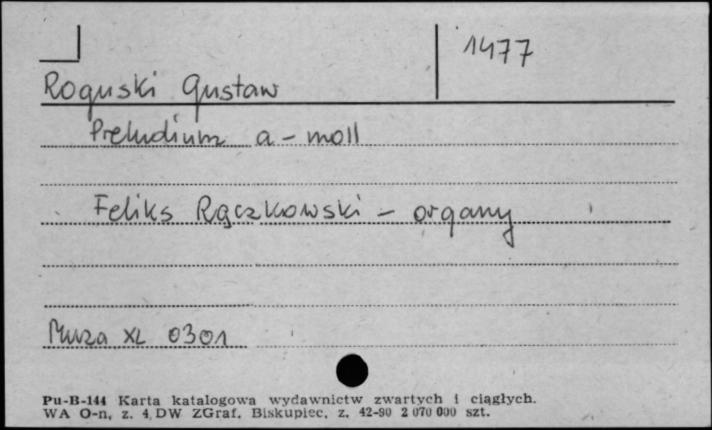 1477
Roguski Gustaw
Preludium a-moll
Feliks Rączkowski - organy
Muza XL 0301
Pu-B-144 Karta katalogowa wydawnictw zwartych i ciągłych.
WA O-n, z. 4 DW ZGraf. Biskupiec, z. 42-90 2 070 000 szt.